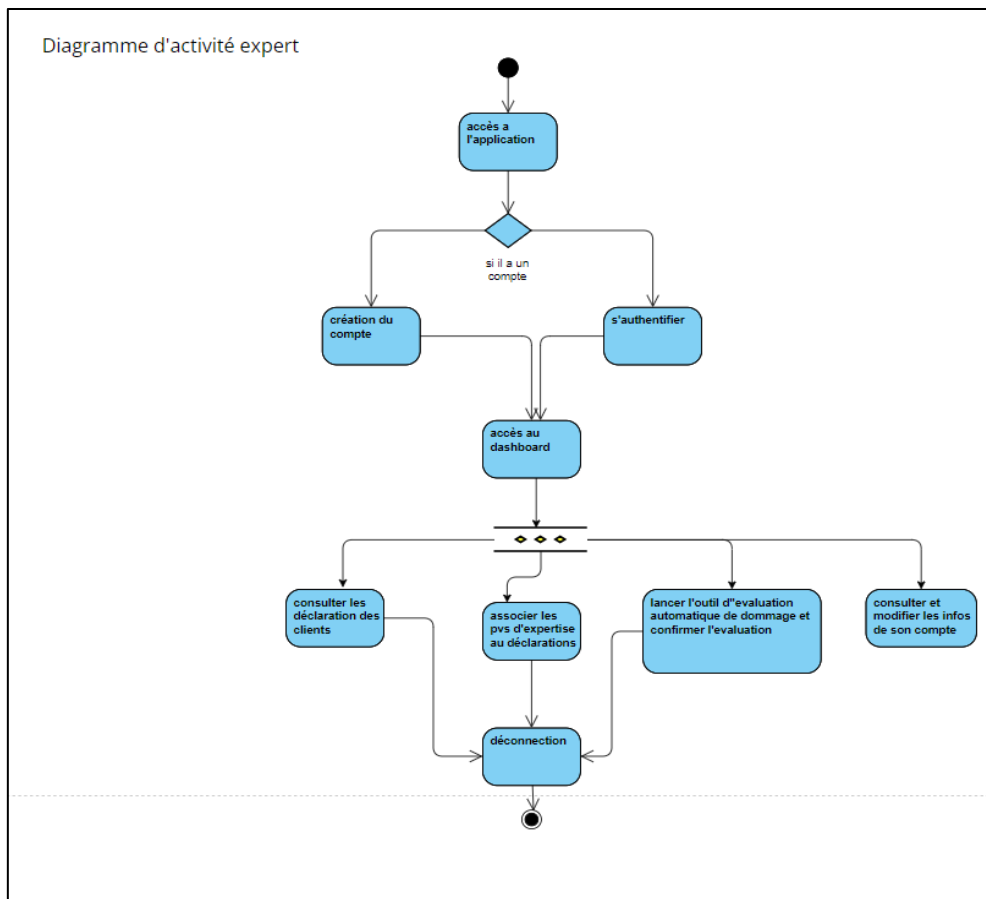 Diagramme d'activité expert
accès a
l'application
si il a un
compte
création du
compte
s'authentifier
accès au
dashboard
consulter les
déclaration des
clients
associer les
pvs d'expertise
au déclarations
lancer l'outil d"evaluation
automatique de dommage et
confirmer l'evaluation
consulter et
modifier les infos
de son compte
déconnection